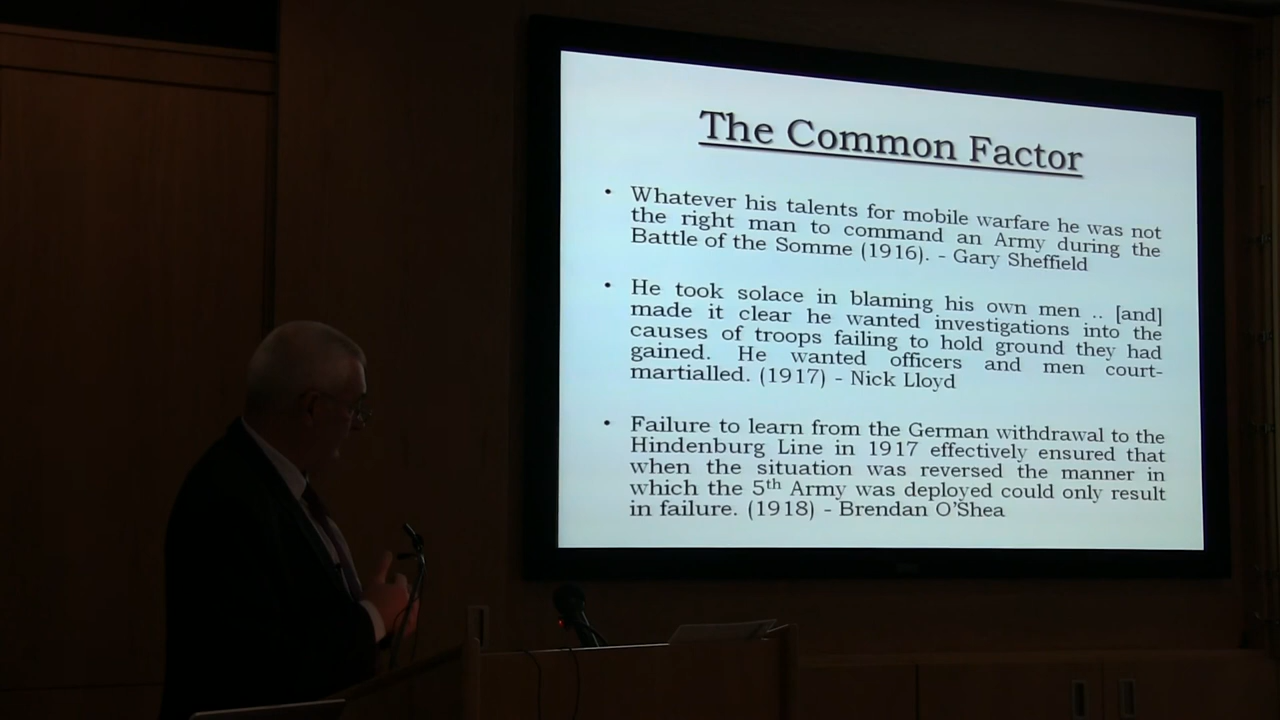 The Common Factor
• Whatever his talents for mobile warfare he was not
the right man to command an Army during the
Battle of the Somme (1916). - Gary Sheffield
• He took solace in blaming his own men .. [and]
made it clear he wanted investigations into the
causes of troops failing to hold ground they had
gained. He wanted officers and men court-
martialled. (1917) - Nick Lloyd
• Failure to learn from the German withdrawal to the
Hindenburg Line in 1917 effectively ensured that
when the situation was reversed the manner in
which the 5th Army was deployed could only result
in failure. (1918) - Brendan O'Shea